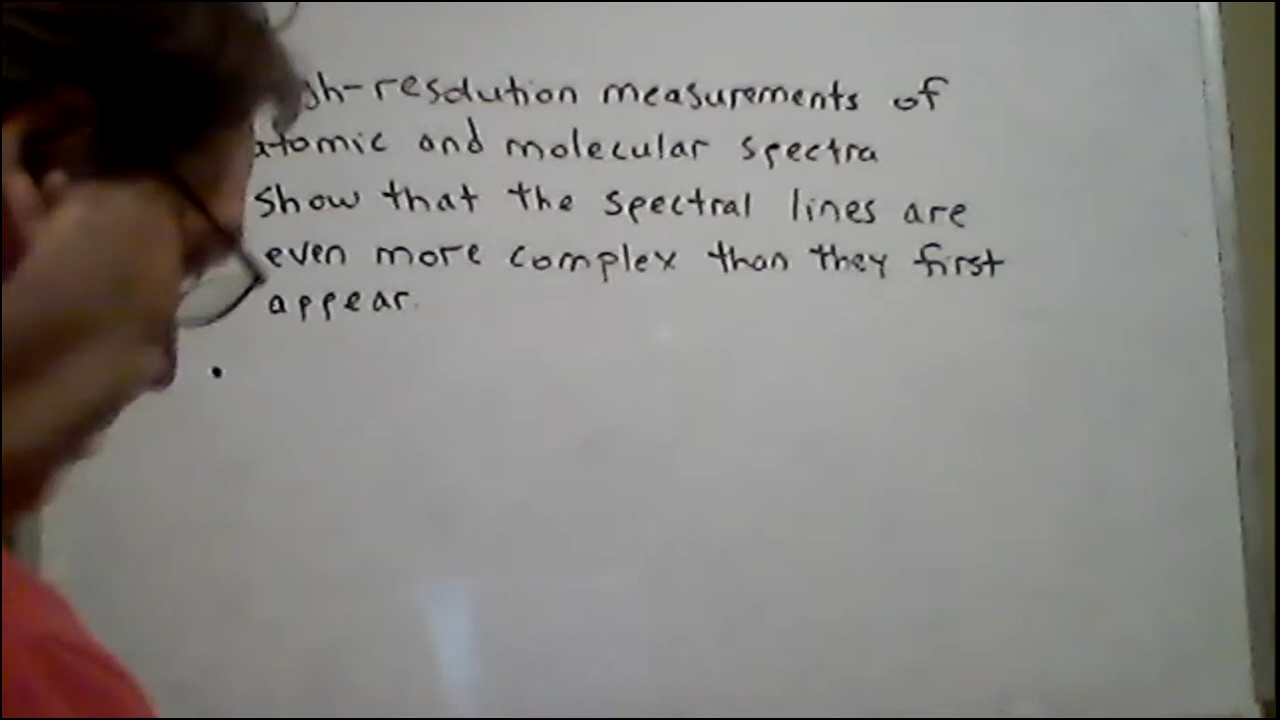 gh-resolution measurements of
atomic and molecular spectra
show that the spectral lines are
even more complex than they first
appear.